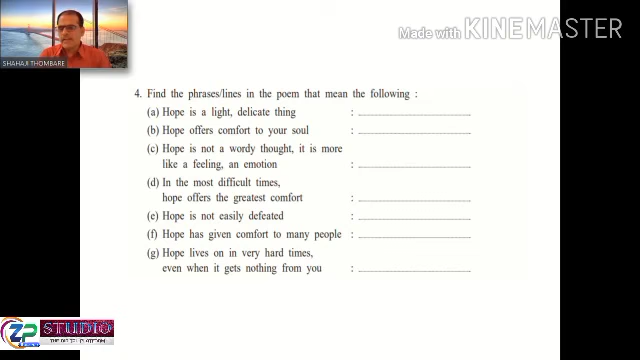 Made with KINEMASTER
SHAHAJI THOMBARE
4. Find the phrases/lines in the poem that mean the following :
(a) Hope is a light, delicate thing : ........................................
(b) Hope offers comfort to your soul : ........................................
(c) Hope is not a wordy thought, it is more
like a feeling, an emotion : ........................................
(d) In the most difficult times,
hope offers the greatest comfort : ........................................
(e) Hope is not easily defeated : ........................................
(f) Hope has given comfort to many people : ........................................
(g) Hope lives on in very hard times,
even when it gets nothing from you : ........................................
ZP STUDIO
THE DIGITAL PLATFORM